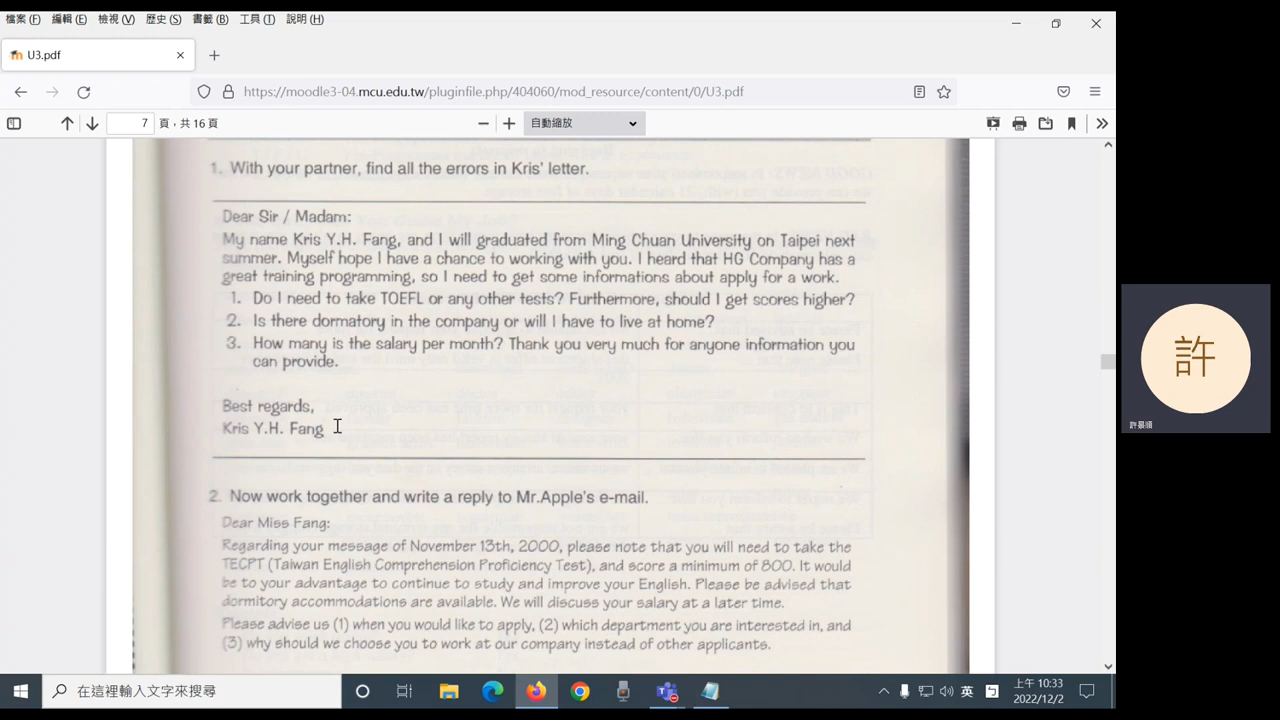 檔案 (F) 編輯 (E) 檢視 (V) 歷史 (S) 書籤 (B) 工具 (T) 說明 (H)
U3.pdf
https://moodle3-04.mcu.edu.tw/pluginfile.php/404060/mod_resource/content/0/U3.pdf
7 頁，共 16 頁
自動縮放
1. With your partner, find all the errors in Kris' letter.
Dear Sir / Madam:
My name Kris Y.H. Fang, and I will graduated from Ming Chuan University on Taipei next
summer. Myself hope I have a chance to working with you. I heard that HG Company has a
great training programming, so I need to get some informations about apply for a work.
1. Do I need to take TOEFL or any other tests? Furthermore, should I get scores higher?
2. Is there dormatory in the company or will I have to live at home?
3. How many is the salary per month? Thank you very much for anyone information you
can provide.
Best regards,
Kris Y.H. Fang
2. Now work together and write a reply to Mr.Apple's e-mail.
Dear Miss Fang:
Regarding your message of November 13th, 2000, please note that you will need to take the
TECPT (Taiwan English Comprehension Proficiency Test), and score a minimum of 800. It would
be to your advantage to continue to study and improve your English. Please be advised that
dormitory accommodations are available. We will discuss your salary at a later time.
Please advise us (1) when you would like to apply, (2) which department you are interested in, and
(3) why should we choose you to work at our company instead of other applicants.
許
許景順
在這裡輸入文字來搜尋
英
上午 10:33
2022/12/2